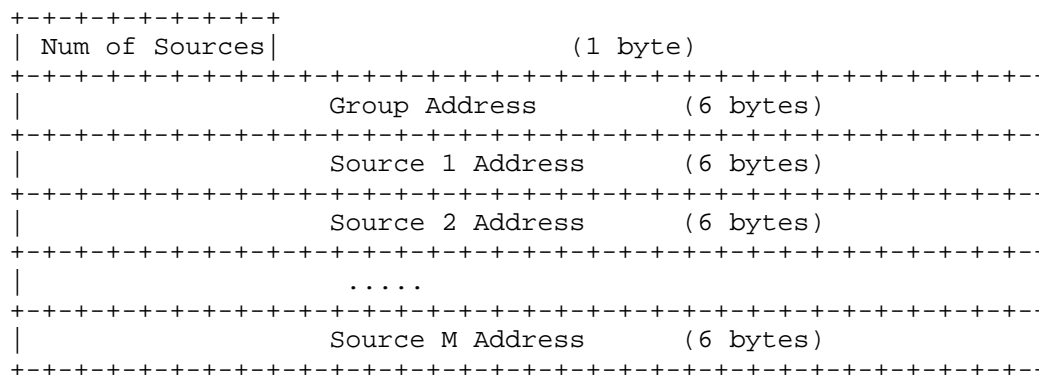 +-+-+-+-+-+-+-+-+
| Num of Sources| (1 byte)
+-+-+-+-+-+-+-+-+-+-+-+-+-+-+-+-+-+-+-+-+-+-+-+-+-+-+-+-+-+-+-+-+--
| Group Address (6 bytes)
+-+-+-+-+-+-+-+-+-+-+-+-+-+-+-+-+-+-+-+-+-+-+-+-+-+-+-+-+-+-+-+-+--
| Source 1 Address (6 bytes)
+-+-+-+-+-+-+-+-+-+-+-+-+-+-+-+-+-+-+-+-+-+-+-+-+-+-+-+-+-+-+-+-+--
| Source 2 Address (6 bytes)
+-+-+-+-+-+-+-+-+-+-+-+-+-+-+-+-+-+-+-+-+-+-+-+-+-+-+-+-+-+-+-+-+--
| .....
+-+-+-+-+-+-+-+-+-+-+-+-+-+-+-+-+-+-+-+-+-+-+-+-+-+-+-+-+-+-+-+-+--
| Source M Address (6 bytes)
+-+-+-+-+-+-+-+-+-+-+-+-+-+-+-+-+-+-+-+-+-+-+-+-+-+-+-+-+-+-+-+-+--